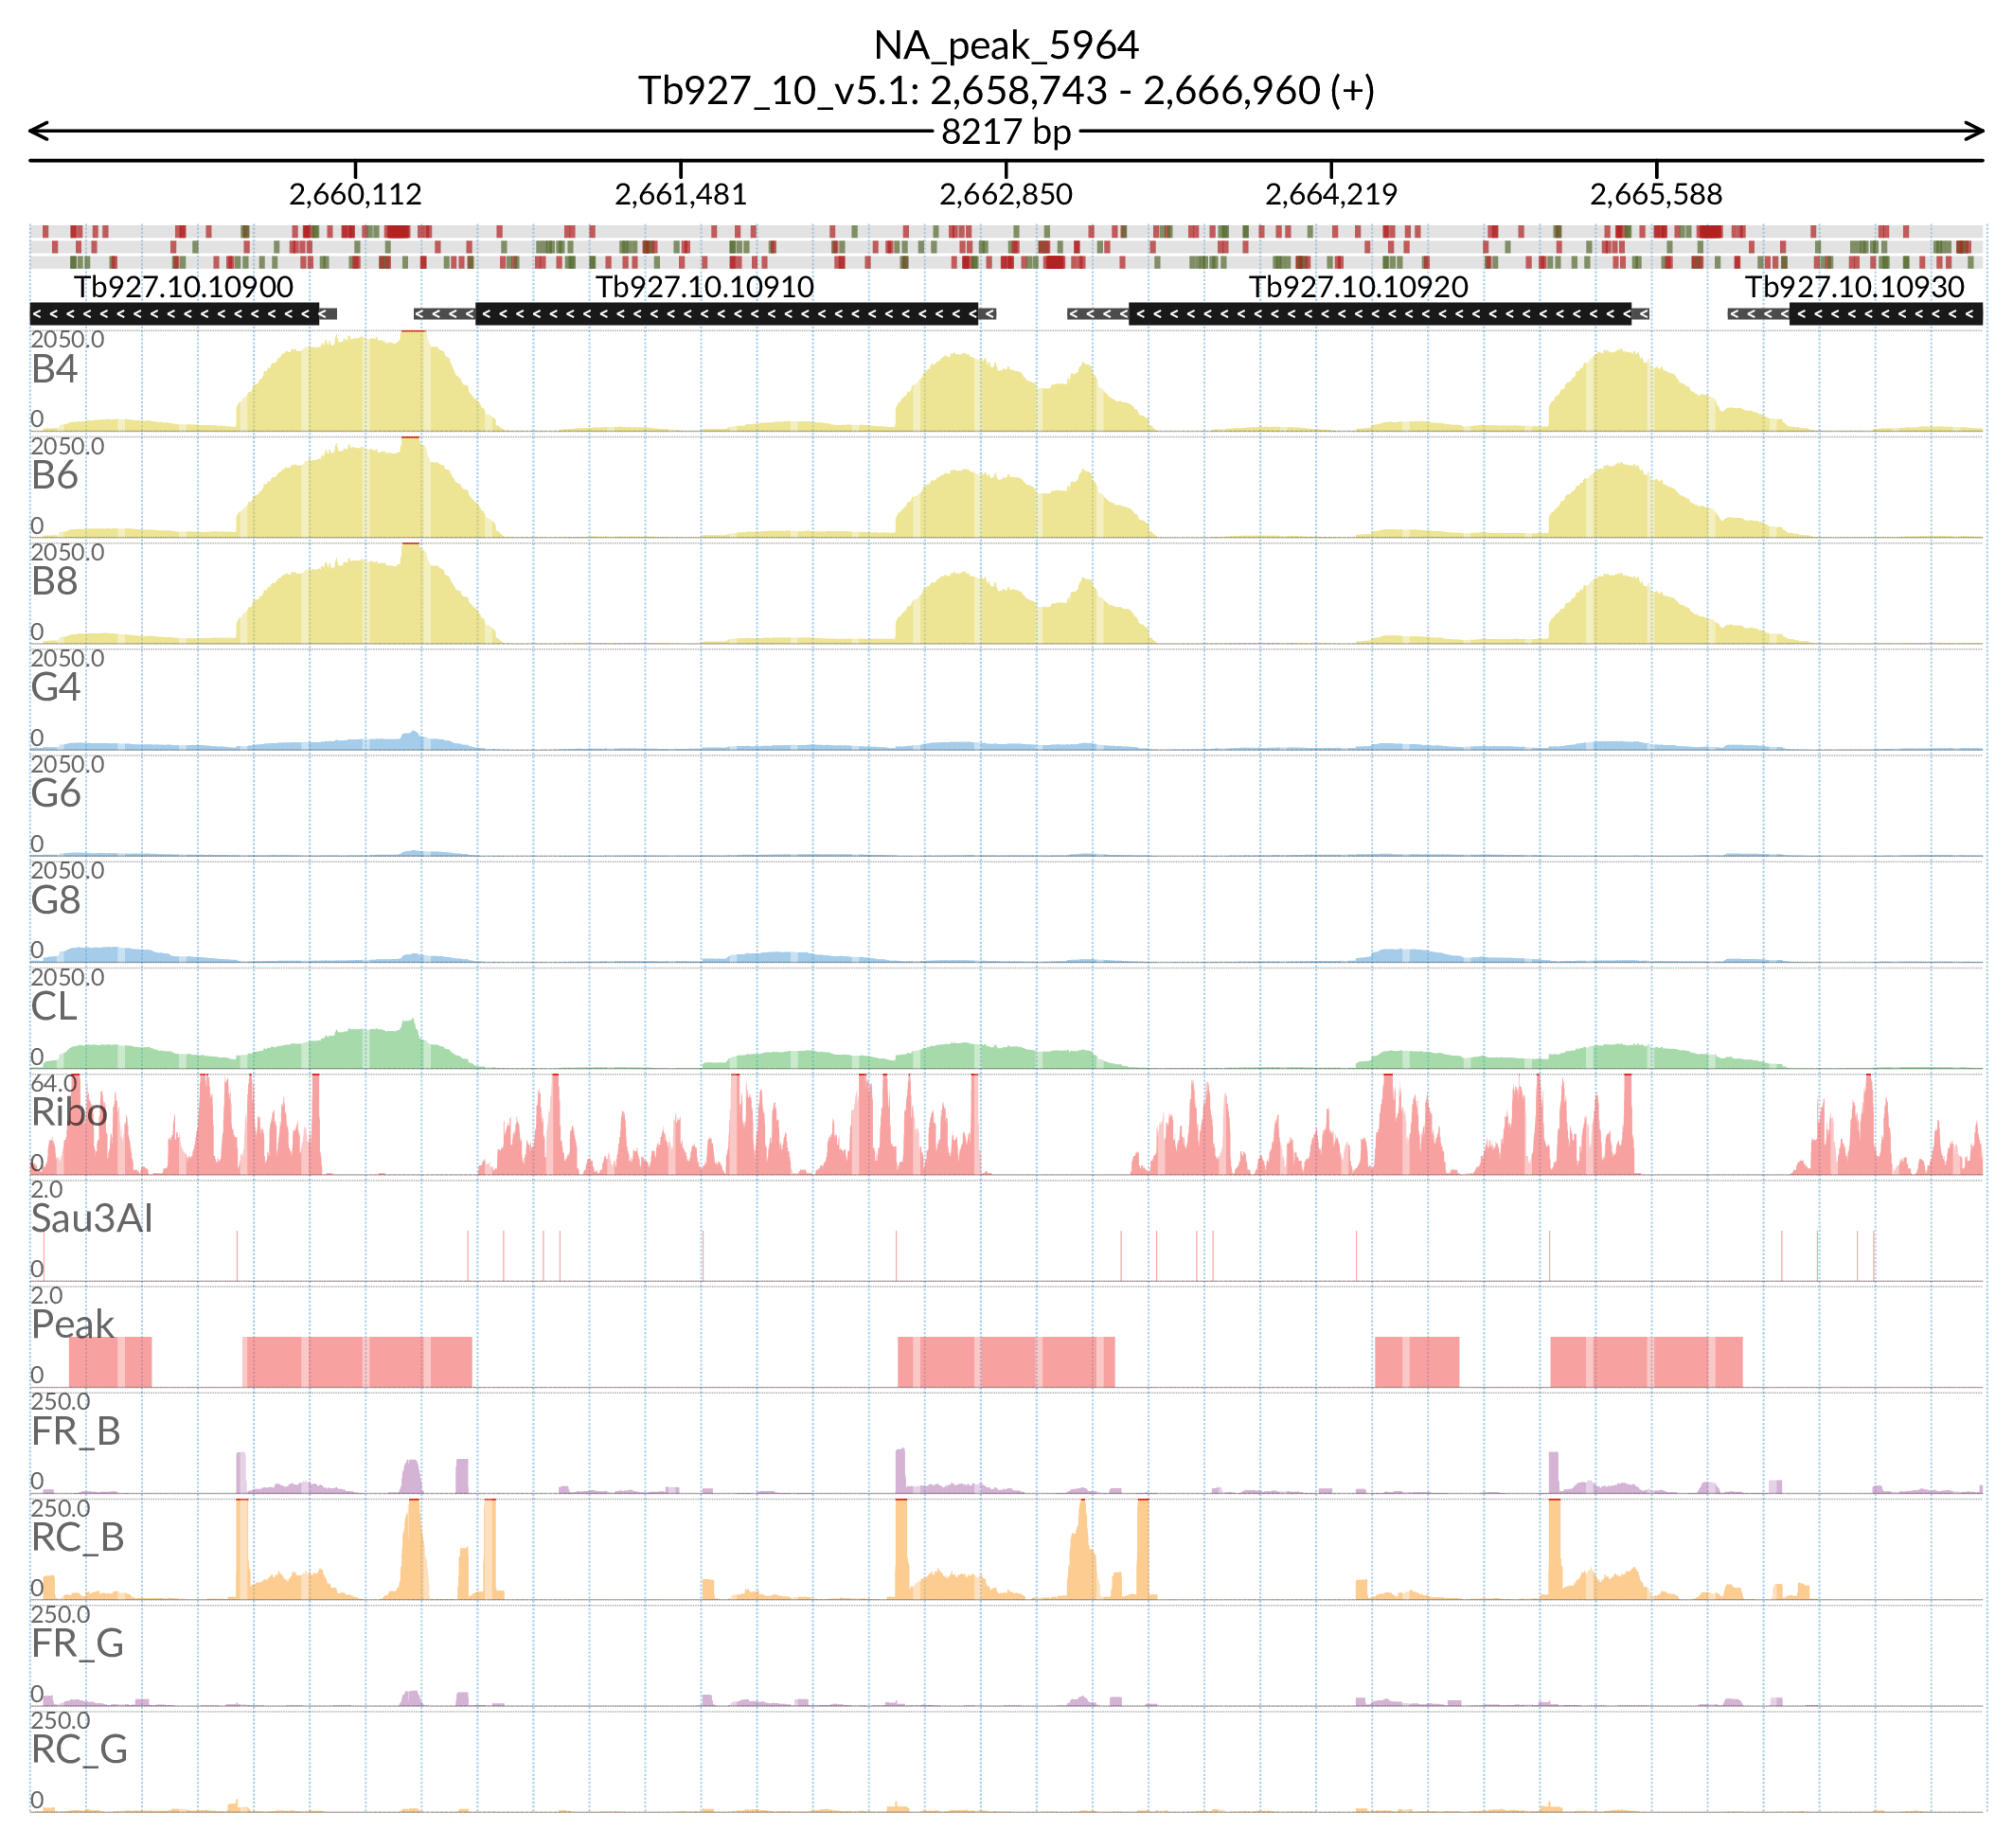 NA_peak_5964
Tb927_10_v5.1: 2,658,743 - 2,666,960 (+)
8217 bp
2,660,112 2,661,481 2,662,850 2,664,219 2,665,588
Tb927.10.10900 Tb927.10.10910 Tb927.10.10920 Tb927.10.10930
2050.0
B4
0
2050.0
B6
0
2050.0
B8
0
2050.0
G4
0
2050.0
G6
0
2050.0
G8
0
2050.0
CL
0
64.0
Ribo
0
2.0
Sau3AI
0
2.0
Peak
0
250.0
FR_B
0
250.0
RC_B
0
250.0
FR_G
0
250.0
RC_G
0